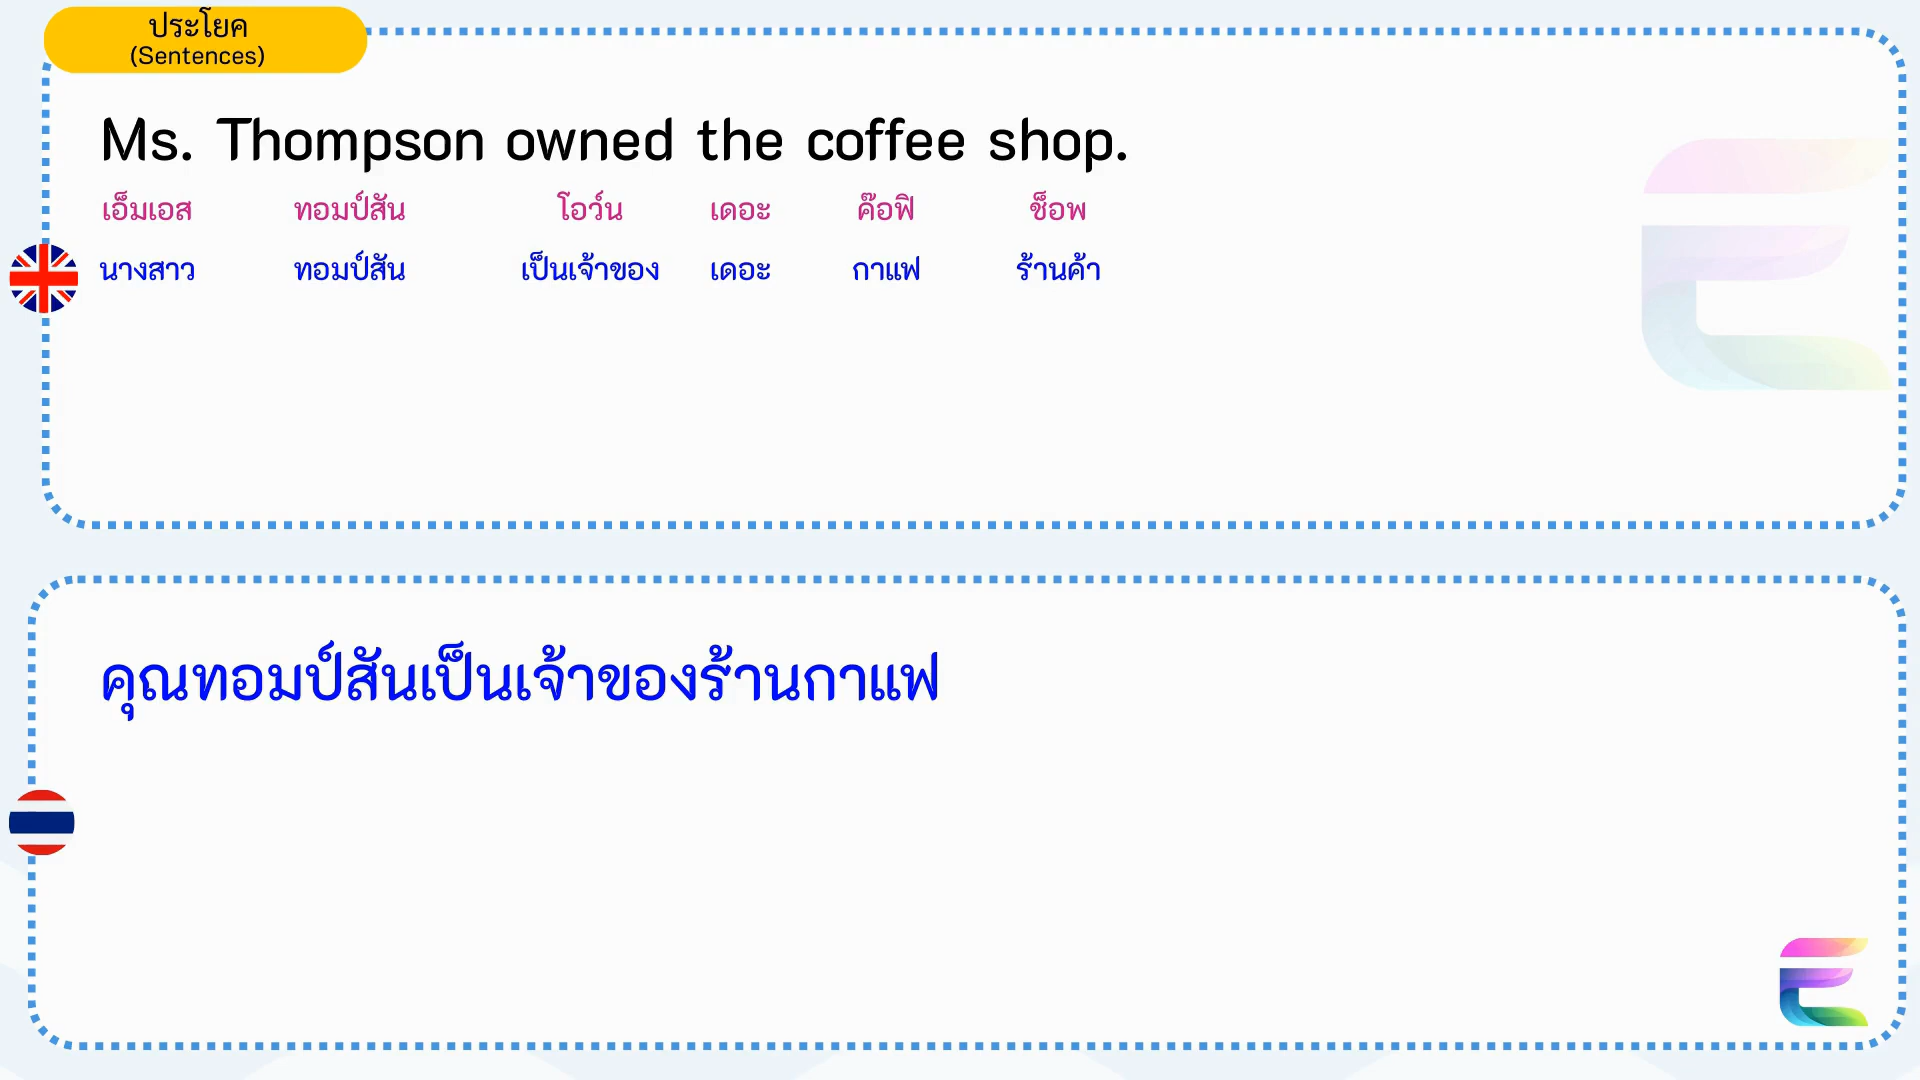 ประโยค
(Sentences)
Ms. Thompson owned the coffee shop.
เอ็มเอส ทอมป์สัน โอว์น เดอะ ค๊อฟิ ช็อพ
นางสาว ทอมป์สัน เป็นเจ้าของ เดอะ กาแฟ ร้านค้า
คุณทอมป์สันเป็นเจ้าของร้านกาแฟ